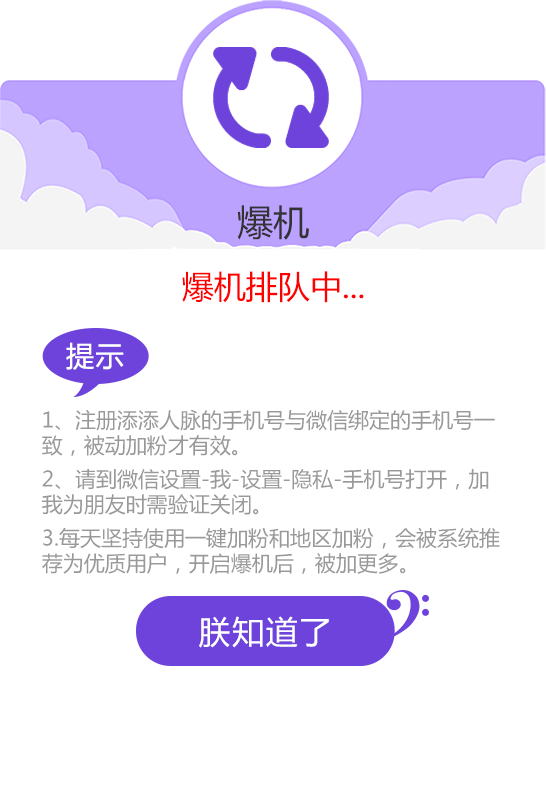 爆机
爆机排队中...
提示
1、注册添添人脉的手机号与微信绑定的手机号一
致，被动加粉才有效。
2、请到微信设置-我-设置-隐私-手机号打开，加
我为朋友时需验证关闭。
3.每天坚持使用一键加粉和地区加粉，会被系统推
荐为优质用户，开启爆机后，被加更多。
朕知道了